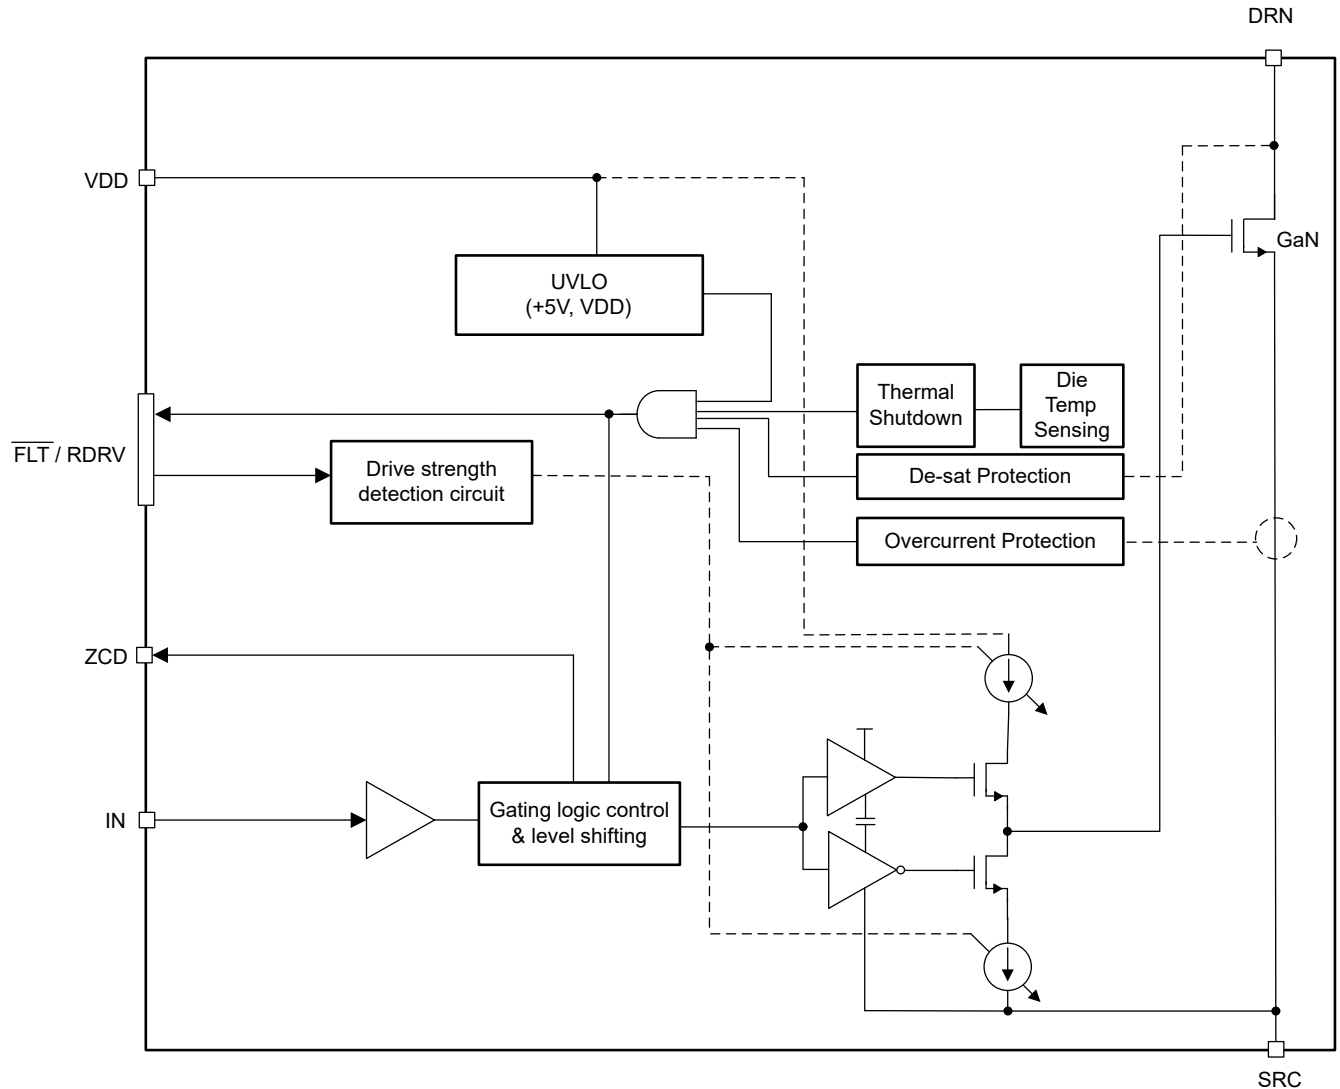 DRN
VDD
GaN
UVLO
(+5V, VDD)
Thermal
Shutdown
Die
Temp
Sensing
F̅L̅T̅ / RDRV
Drive strength
detection circuit
De-sat Protection
Overcurrent Protection
ZCD
IN
Gating logic control
& level shifting
SRC